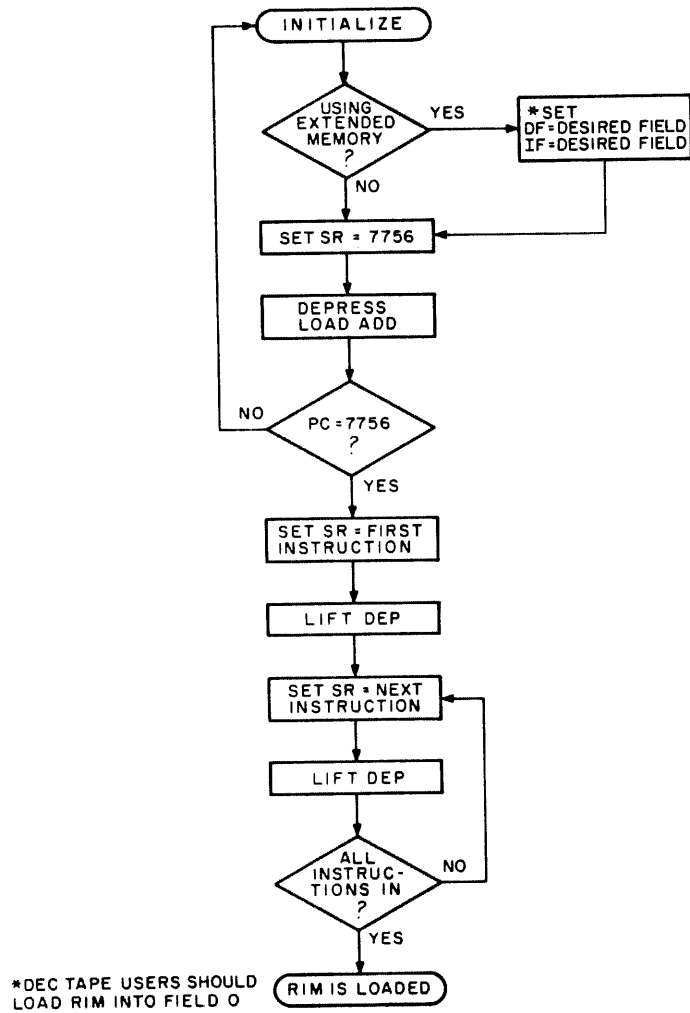 INITIALIZE
USING
EXTENDED
MEMORY
?
YES
*SET
DF=DESIRED FIELD
IF=DESIRED FIELD
NO
SET SR = 7756
DEPRESS
LOAD ADD
NO
PC=7756
?
YES
SET SR = FIRST
INSTRUCTION
LIFT DEP
SET SR = NEXT
INSTRUCTION
LIFT DEP
ALL
INSTRUC-
TIONS IN
?
NO
YES
*DEC TAPE USERS SHOULD
LOAD RIM INTO FIELD 0
RIM IS LOADED